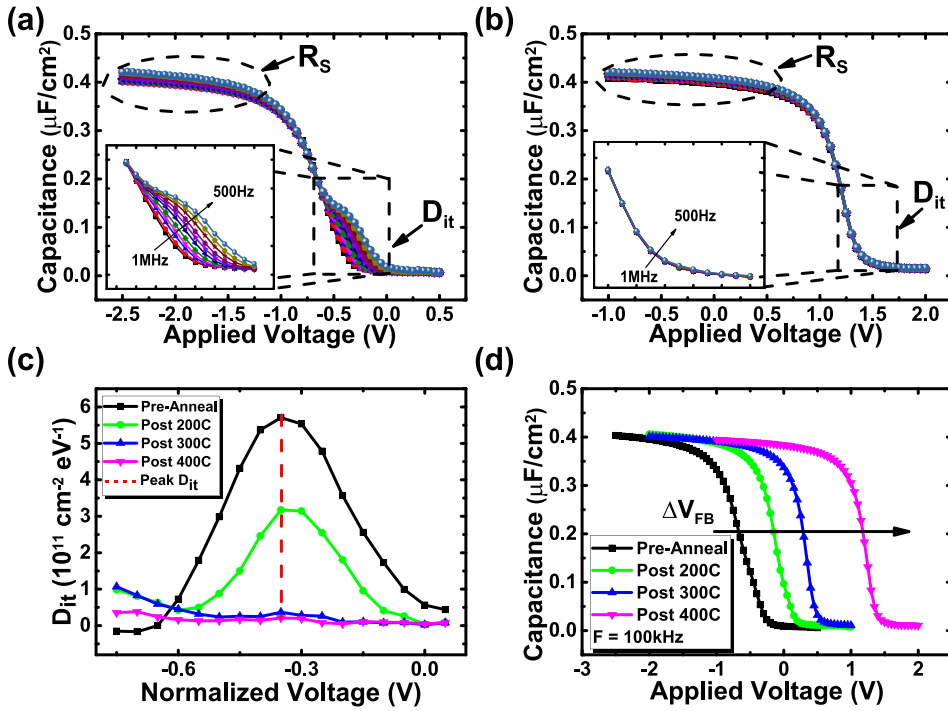 (a)
Capacitance (μF/cm²)
0.5
0.4
0.3
0.2
0.1
0.0
R_S
500Hz
1MHz
D_it
-2.5 -2.0 -1.5 -1.0 -0.5 0.0 0.5
Applied Voltage (V)
(b)
Capacitance (μF/cm²)
0.5
0.4
0.3
0.2
0.1
0.0
R_S
500Hz
1MHz
D_it
-1.0 -0.5 0.0 0.5 1.0 1.5 2.0
Applied Voltage (V)
(c)
D_it (10¹¹ cm⁻² eV⁻¹)
6
5
4
3
2
1
0
Pre-Anneal
Post 200C
Post 300C
Post 400C
Peak D_it
-0.6 -0.3 0.0
Normalized Voltage (V)
(d)
Capacitance (μF/cm²)
0.5
0.4
0.3
0.2
0.1
0.0
ΔV_FB
Pre-Anneal
Post 200C
Post 300C
Post 400C
F = 100kHz
-3 -2 -1 0 1 2
Applied Voltage (V)